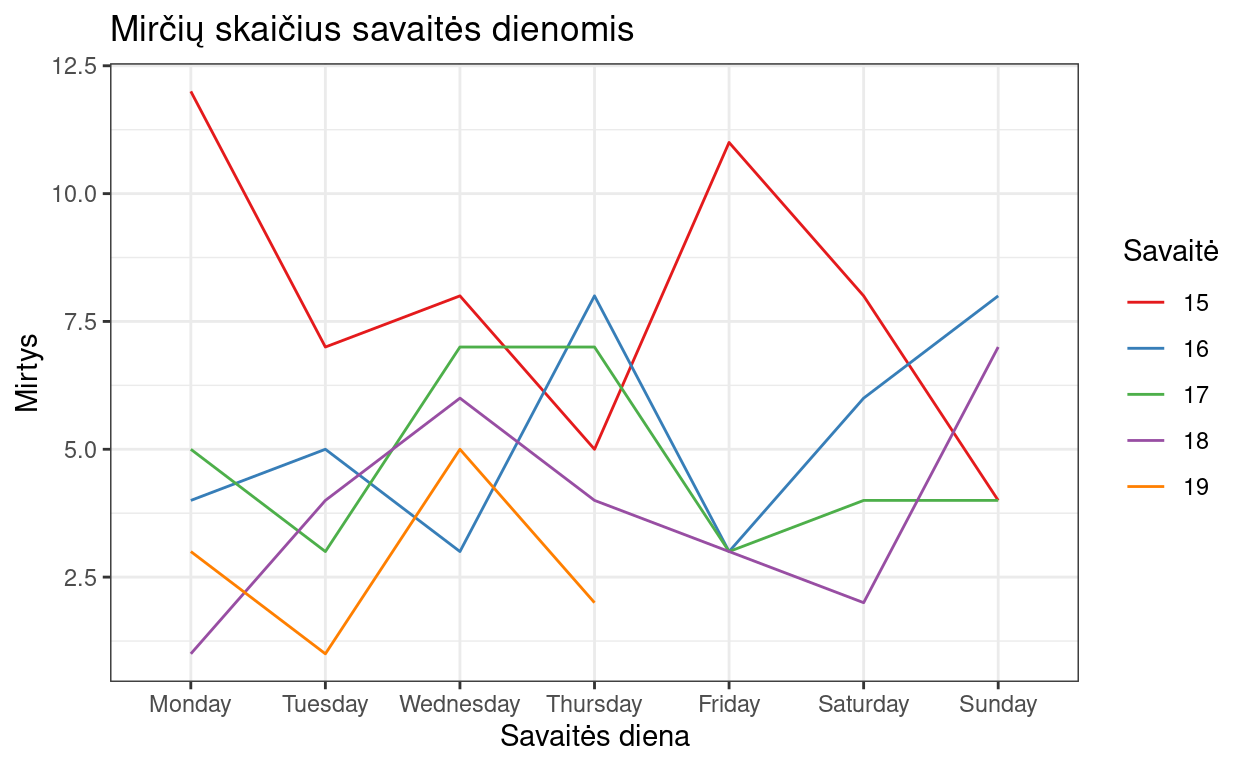 Mirčių skaičius savaitės dienomis
12.5
10.0
7.5
5.0
2.5
Mirtys
Monday Tuesday Wednesday Thursday Friday Saturday Sunday
Savaitės diena
Savaitė
15
16
17
18
19